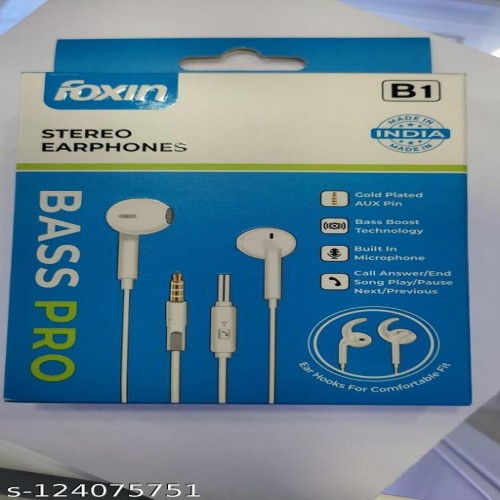 foxin
B1
STEREO
EARPHONES
MADE IN
INDIA
MADE IN
BASS PRO
Gold Plated
AUX Pin
Bass Boost
Technology
Built In
Microphone
Call Answer/End
Song Play/Pause
Next/Previous
Ear Hooks For Comfortable Fit
s-124075751